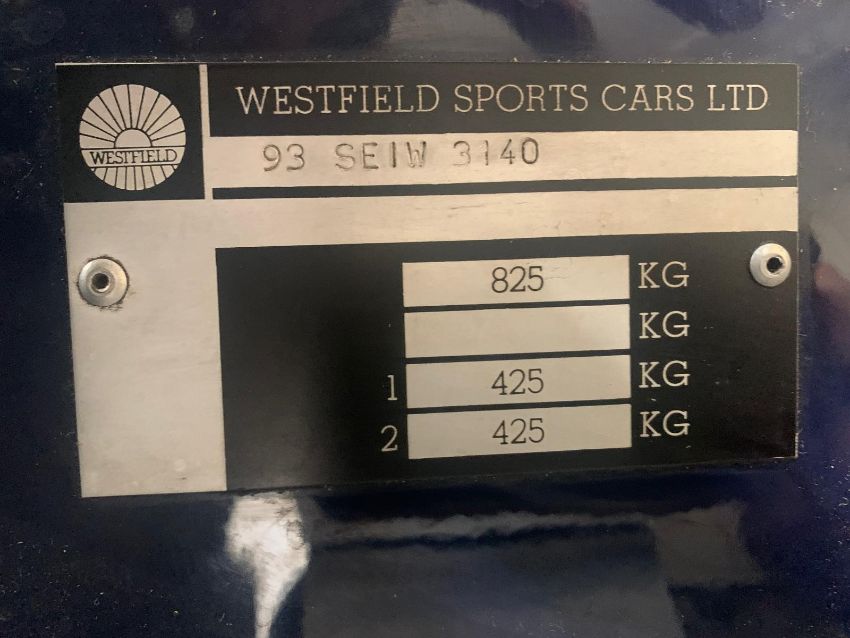 WESTFIELD SPORTS CARS LTD
WESTFIELD
93 SEIW 3140
825 KG
KG
1 425 KG
2 425 KG